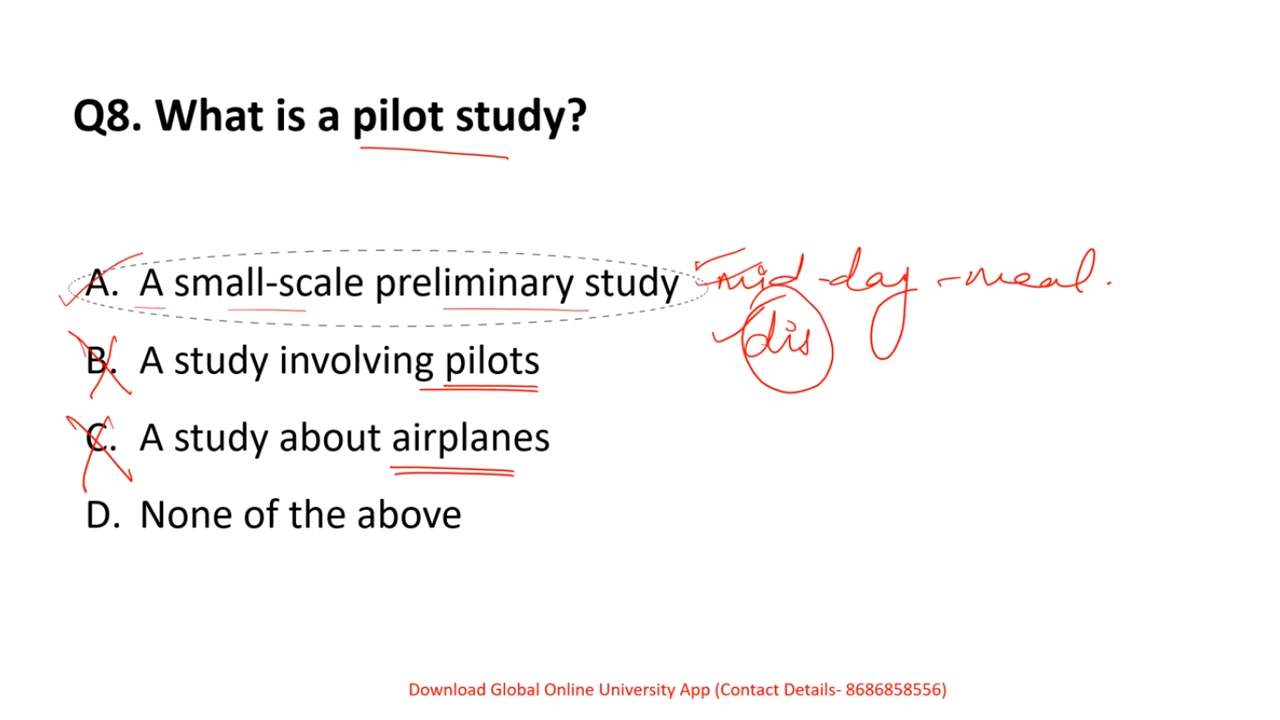 Q8. What is a pilot study?
A. A small-scale preliminary study mid-day-meal.
dis
B. A study involving pilots
C. A study about airplanes
D. None of the above
Download Global Online University App (Contact Details- 8686858556)